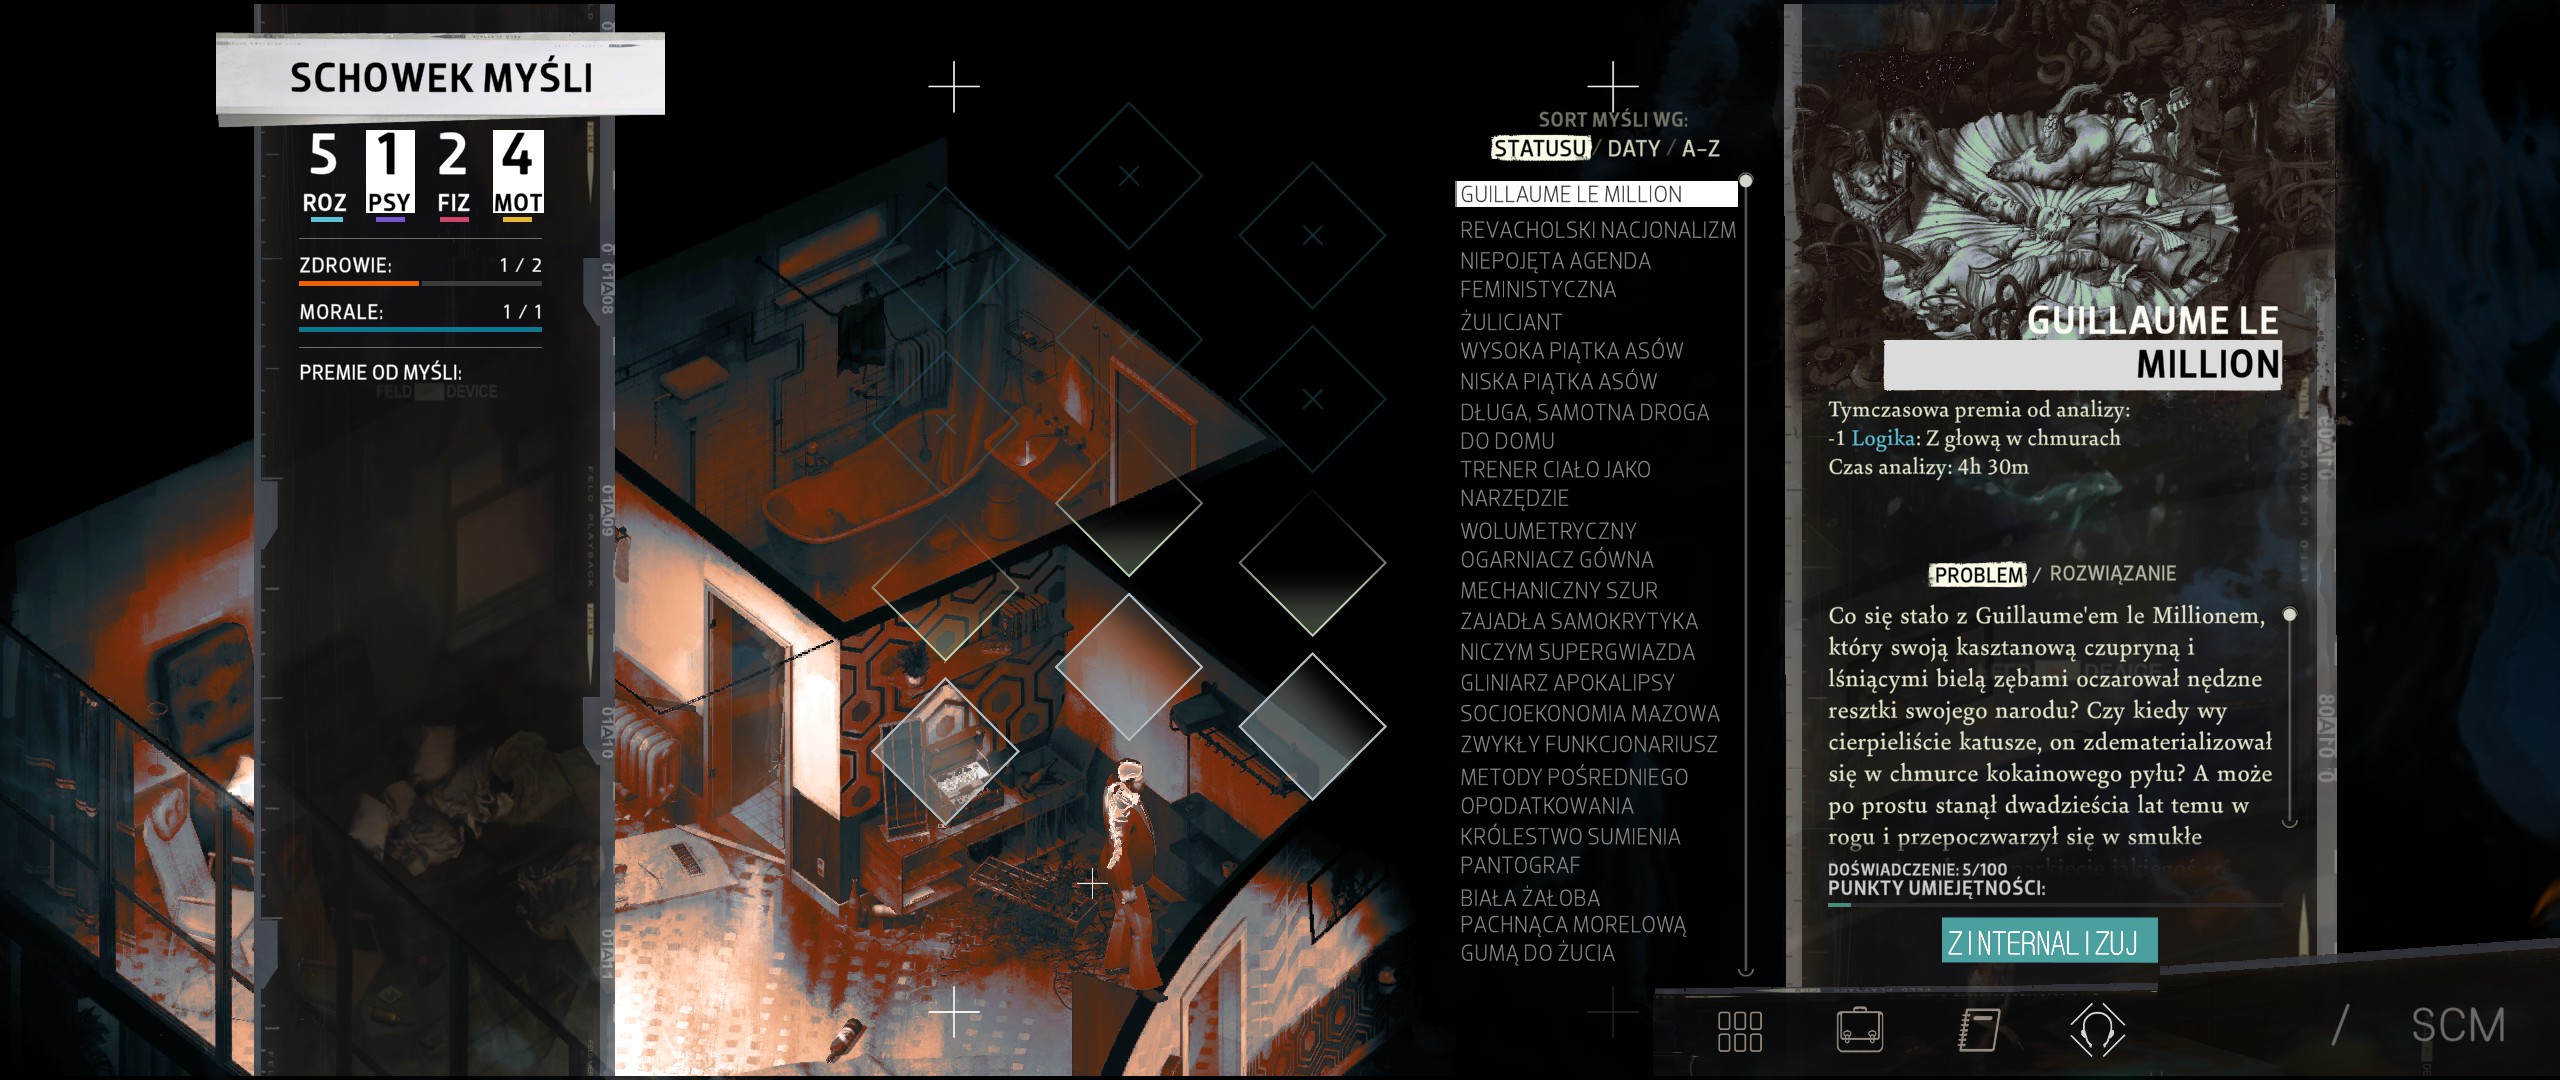 SCHOWEK MYŚLI
5 1 2 4
ROZ PSY FIZ MOT
ZDROWIE: 1 / 2
MORALE: 1 / 1
PREMIE OD MYŚLI:
SORT MYŚLI WG:
STATUSU / DATY / A-Z
GUILLAUME LE MILLION
REVACHOLSKI NACJONALIZM
NIEPOJĘTA AGENDA
FEMINISTYCZNA
ŻULICJANT
WYSOKA PIĄTKA ASÓW
NISKA PIĄTKA ASÓW
DŁUGA, SAMOTNA DROGA
DO DOMU
TRENER CIAŁO JAKO
NARZĘDZIE
WOLUMETRYCZNY
OGARNIACZ GÓWNA
MECHANICZNY SZUR
ZAJADŁA SAMOKRYTYKA
NICZYM SUPERGWIAZDA
GLINIARZ APOKALIPSY
SOCJOEKONOMIA MAZOWA
ZWYKŁY FUNKCJONARIUSZ
METODY POŚREDNIEGO
OPODATKOWANIA
KRÓLESTWO SUMIENIA
PANTOGRAF
BIAŁA ŻAŁOBA
PACHNĄCA MORELOWĄ
GUMĄ DO ŻUCIA
GUILLAUME LE
MILLION
Tymczasowa premia od analizy:
-1 Logika: Z głową w chmurach
Czas analizy: 4h 30m
PROBLEM / ROZWIĄZANIE
Co się stało z Guillaume'em le Millionem,
który swoją kasztanową czupryną i
lśniącymi bielą zębami oczarował nędzne
resztki swojego narodu? Czy kiedy wy
cierpieliście katusze, on zdematerializował
się w chmurce kokainowego pyłu? A może
po prostu stanął dwadzieścia lat temu w
rogu i przepoczwarzył się w smukłe
DOŚWIADCZENIE: 5/100
PUNKTY UMIEJĘTNOŚCI:
ZINTERNALIZUJ
/ SCM